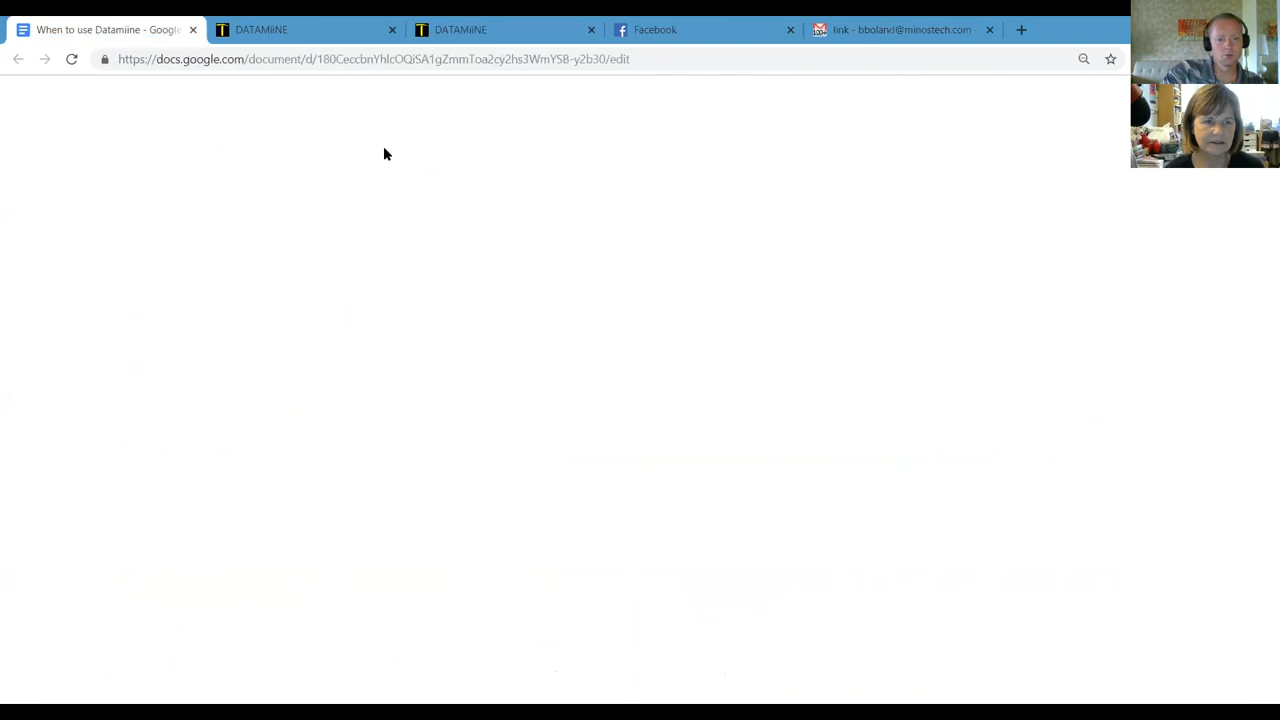 When to use Datamiine - Google
DATAMiiNE
DATAMiiNE
Facebook
link - bboland@minostech.com
https://docs.google.com/document/d/180CeccbnYhlcOQjSA1gZmmToa2cy2hs3WmYSB-y2b30/edit